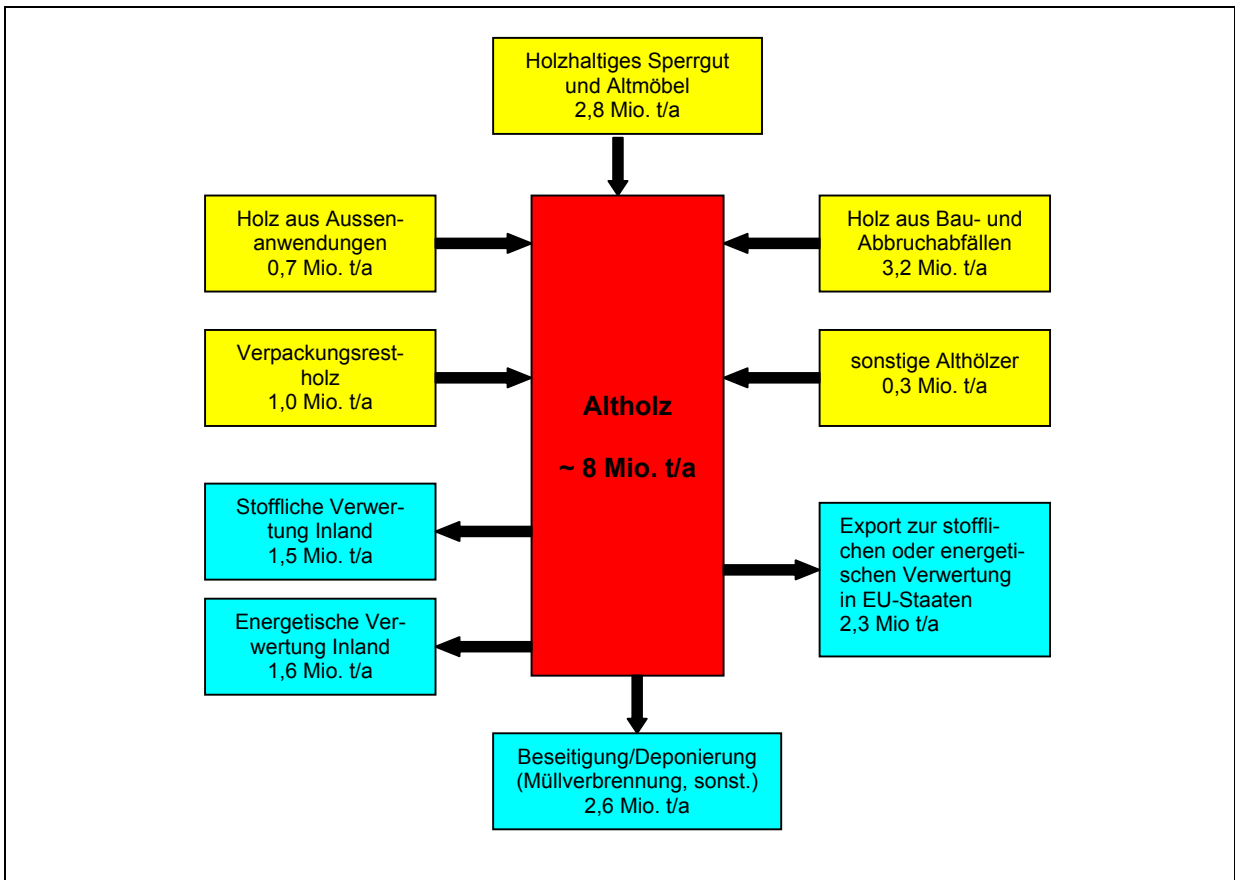 Holzhaltiges Sperrgut
und Altmöbel
2,8 Mio. t/a
Holz aus Aussen-
anwendungen
0,7 Mio. t/a
Holz aus Bau- und
Abbruchabfällen
3,2 Mio. t/a
Verpackungsrest-
holz
1,0 Mio. t/a
sonstige Althölzer
0,3 Mio. t/a
Altholz
~ 8 Mio. t/a
Stoffliche Verwer-
tung Inland
1,5 Mio. t/a
Export zur stoffli-
chen oder energeti-
schen Verwertung
in EU-Staaten
2,3 Mio t/a
Energetische Ver-
wertung Inland
1,6 Mio. t/a
Beseitigung/Deponierung
(Müllverbrennung, sonst.)
2,6 Mio. t/a